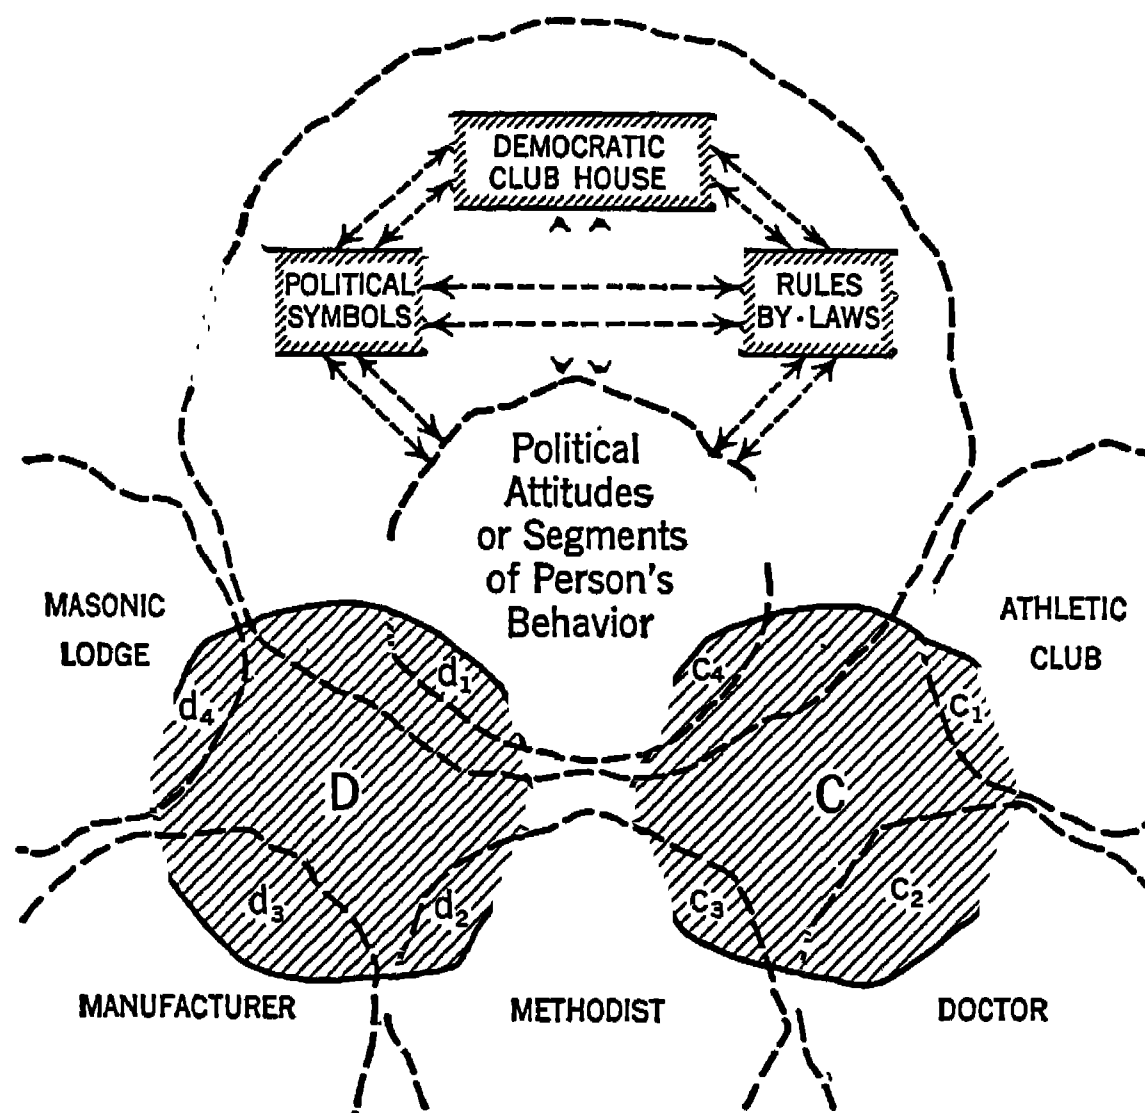 DEMOCRATIC
CLUB HOUSE
POLITICAL
SYMBOLS
RULES
BY-LAWS
Political
Attitudes
or Segments
of Person's
Behavior
MASONIC
LODGE
ATHLETIC
CLUB
d₁
c₄
d₄
c₁
D
C
d₃
d₂
c₃
c₂
MANUFACTURER
METHODIST
DOCTOR